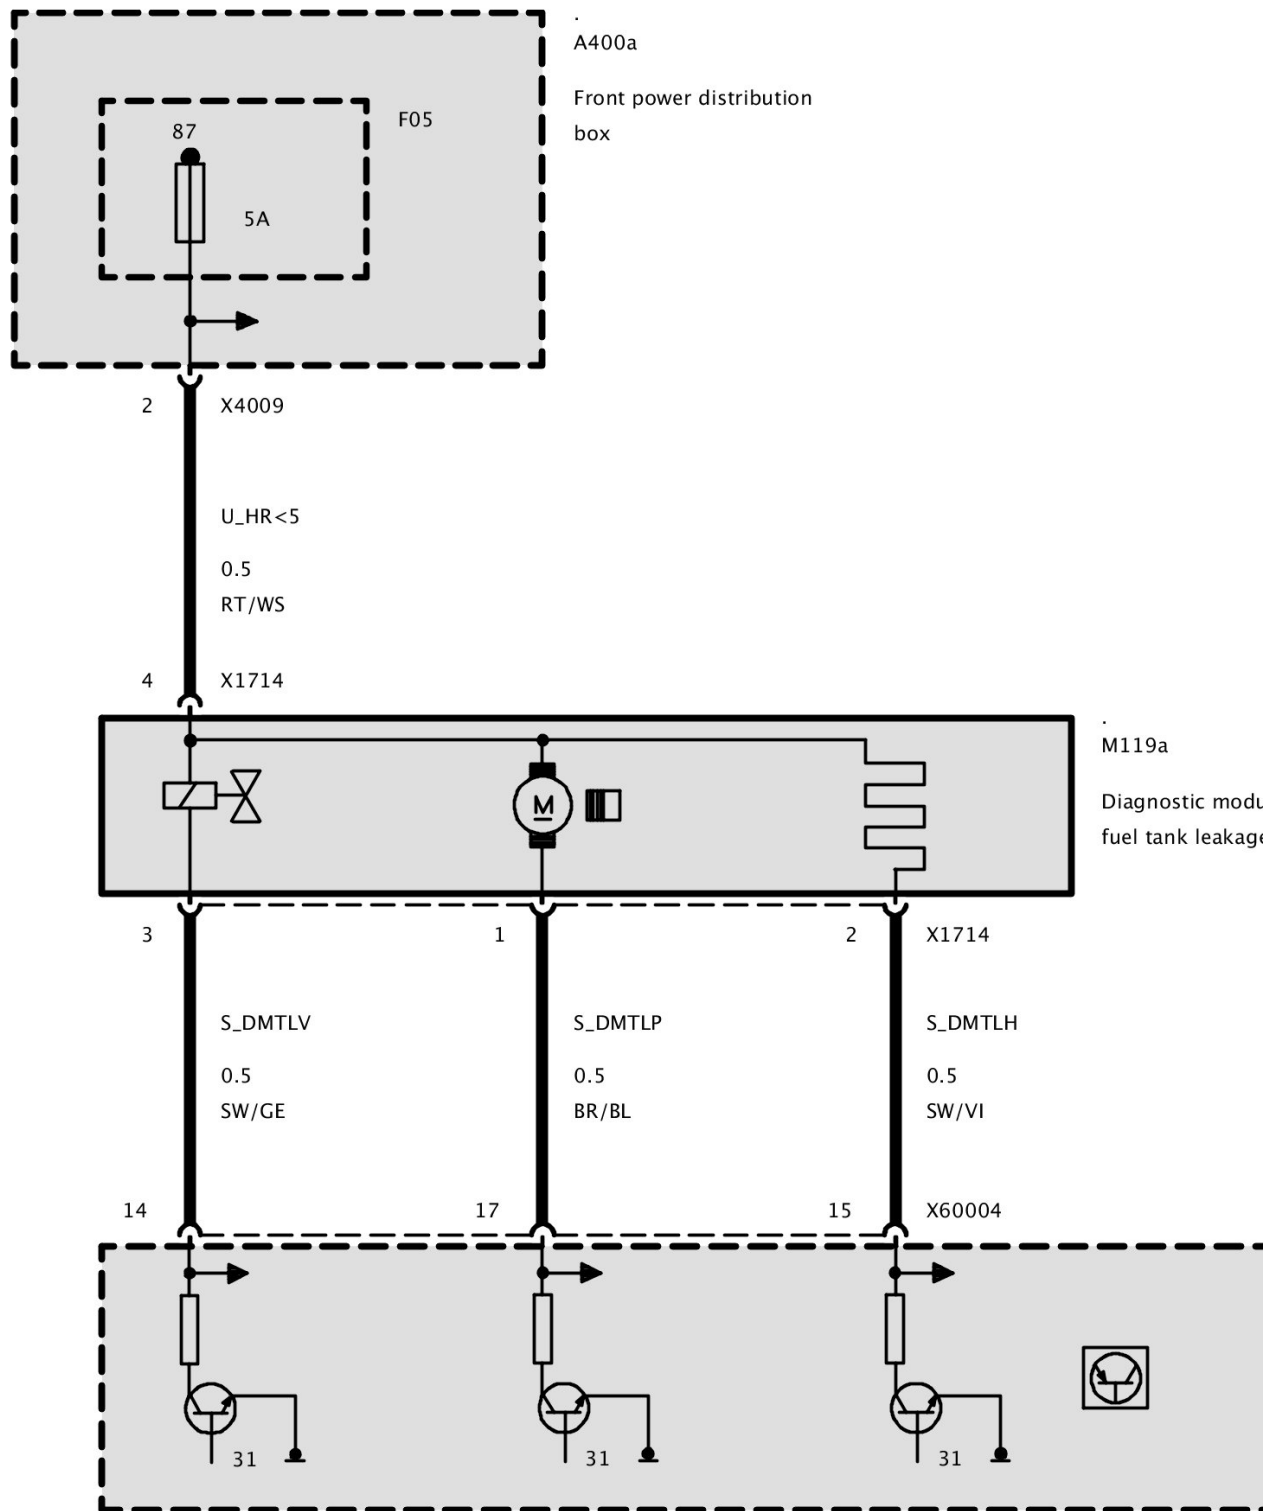 .
A400a
Front power distribution
box
F05
87
5A
2 X4009
U_HR<5
0.5
RT/WS
4 X1714
.
M119a
Diagnostic modu
fuel tank leakage
M
3 1 2 X1714
S_DMTLV S_DMTLP S_DMTLH
0.5 0.5 0.5
SW/GE BR/BL SW/VI
14 17 15 X60004
31 31 31